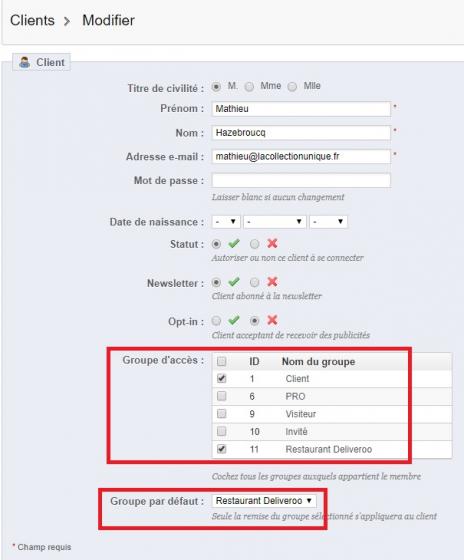 Clients > Modifier
Client
Titre de civilité : M. Mme Mlle
Prénom : Mathieu *
Nom : Hazebroucq *
Adresse e-mail : mathieu@lacollectionunique.fr *
Mot de passe :
Laisser blanc si aucun changement
Date de naissance : - - -
Statut :
Autoriser ou non ce client à se connecter
Newsletter :
Client abonné à la newsletter
Opt-in :
Client acceptant de recevoir des publicités
Groupe d'accès : ID Nom du groupe
1 Client
6 PRO
9 Visiteur
10 Invité
11 Restaurant Deliveroo
Cochez tous les groupes auxquels appartient le membre
Groupe par défaut : Restaurant Deliveroo
Seule la remise du groupe sélectionné s'appliquera au client
* Champ requis